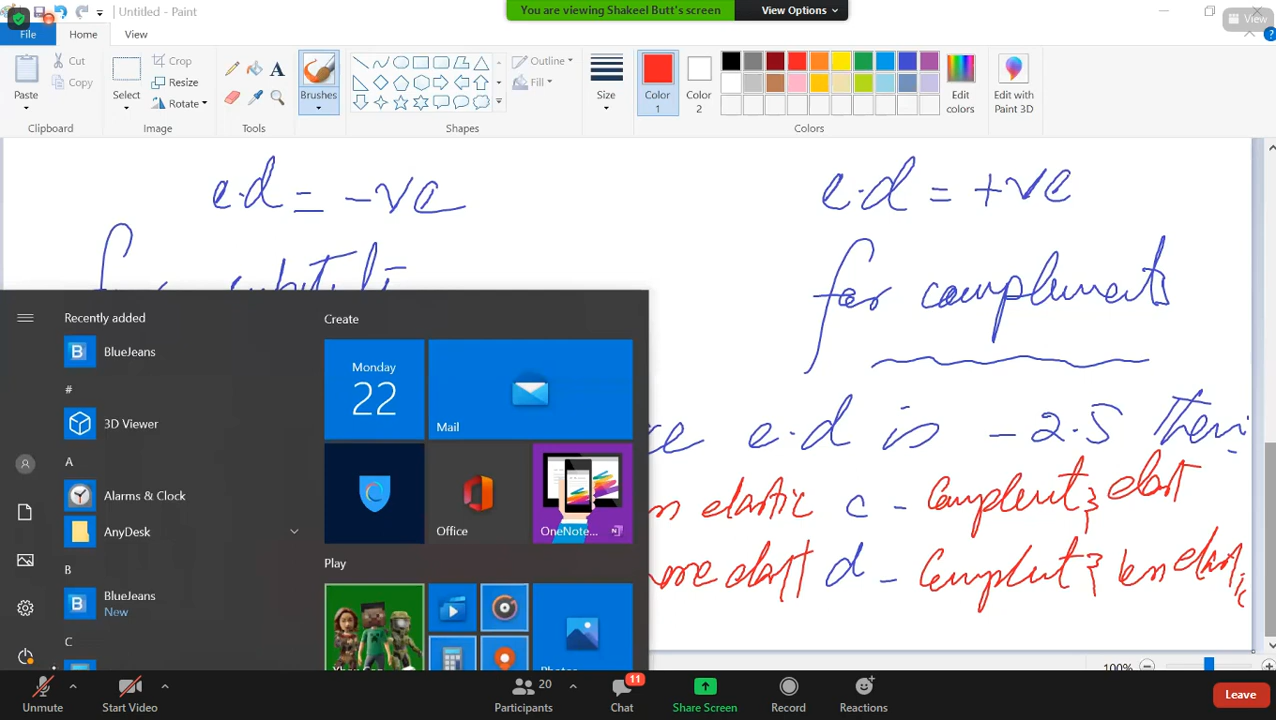 Untitled - Paint
You are viewing Shakeel Butt's screen
View Options
View
File
Home
View
Paste
Cut
Copy
Clipboard
Select
Crop
Resize
Rotate
Image
Tools
Brushes
Shapes
Outline
Fill
Size
Color 1
Color 2
Colors
Edit colors
Edit with Paint 3D
e.d = -ve
e.d = +ve
for
for complements
e.d is -2.5 then
elastic c -
d -
Recently added
BlueJeans
#
3D Viewer
A
Alarms & Clock
AnyDesk
B
BlueJeans
New
C
Create
Monday
22
Mail
Office
OneNote...
Play
100%
Unmute
Start Video
20
Participants
11
Chat
Share Screen
Record
Reactions
Leave